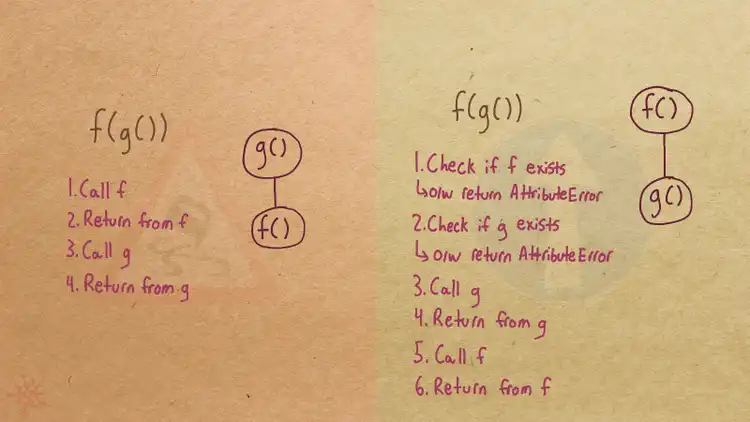 f(g())
g()
f()
1. Call f
2. Return from f
3. Call g
4. Return from g
f(g())
f()
g()
1. Check if f exists
↳ o/w return AttributeError
2. Check if g exists
↳ o/w return AttributeError
3. Call g
4. Return from g
5. Call f
6. Return from f